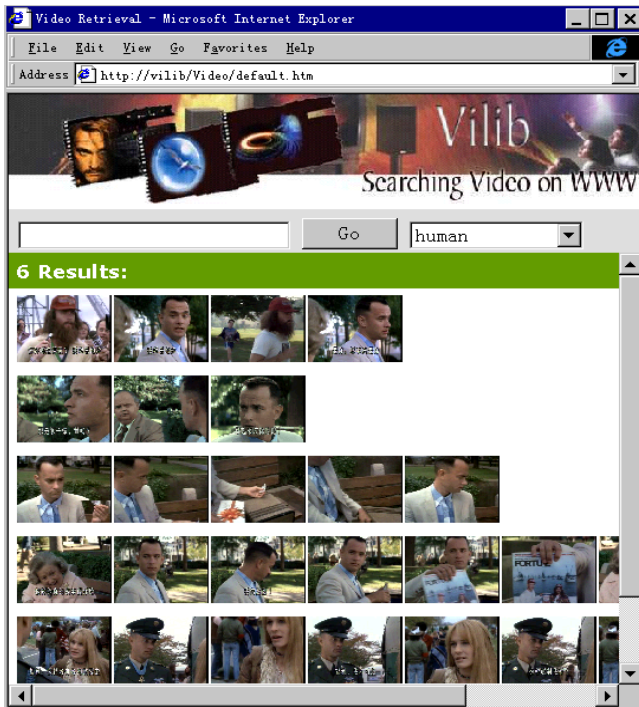 Video Retrieval - Microsoft Internet Explorer
File Edit View Go Favorites Help
Address http://vilib/Video/default.htm
Vilib
Searching Video on WWW
Go human
6 Results:
FORTUNE